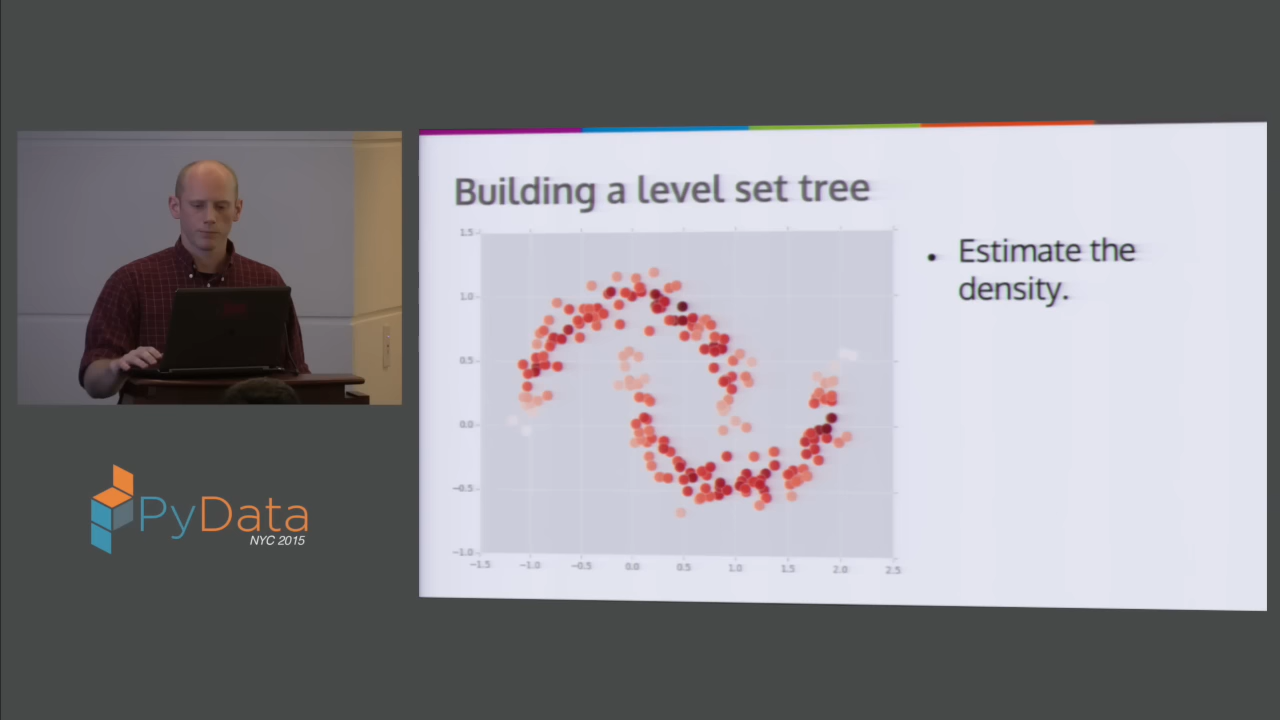 Building a level set tree
1.5
1.0
0.5
0.0
−0.5
−1.0
−1.5 −1.0 −0.5 0.0 0.5 1.0 1.5 2.0 2.5
• Estimate the
density.
PyData
NYC 2015